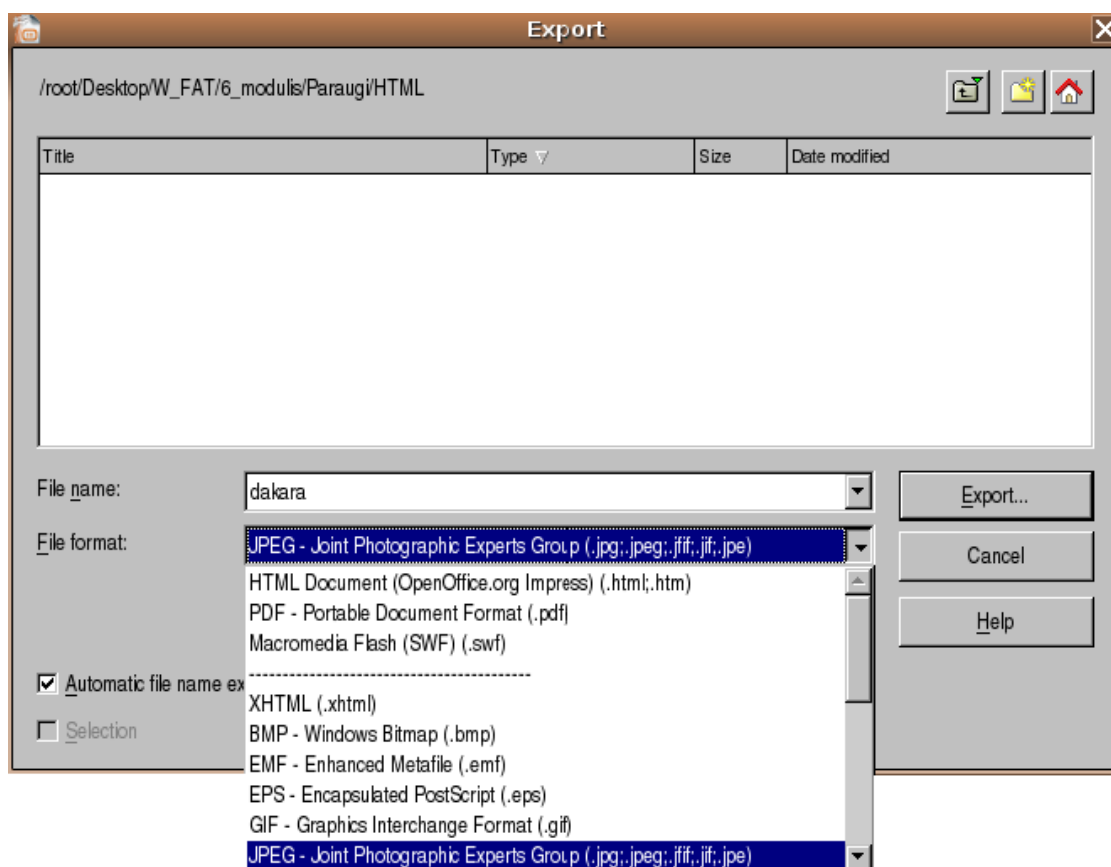 Export
/root/Desktop/W_FAT/6_modulis/Paraugi/HTML
Title Type Size Date modified
File name: dakara Export...
File format: JPEG - Joint Photographic Experts Group (.jpg;.jpeg;.jfif;.jif;.jpe) Cancel
HTML Document (OpenOffice.org Impress) (.html;.htm)
PDF - Portable Document Format (.pdf)
Help
Macromedia Flash (SWF) (.swf)
--------------------------------------------
Automatic file name ex
XHTML (.xhtml)
Selection
BMP - Windows Bitmap (.bmp)
EMF - Enhanced Metafile (.emf)
EPS - Encapsulated PostScript (.eps)
GIF - Graphics Interchange Format (.gif)
JPEG - Joint Photographic Experts Group (.jpg;.jpeg;.jfif;.jif;.jpe)